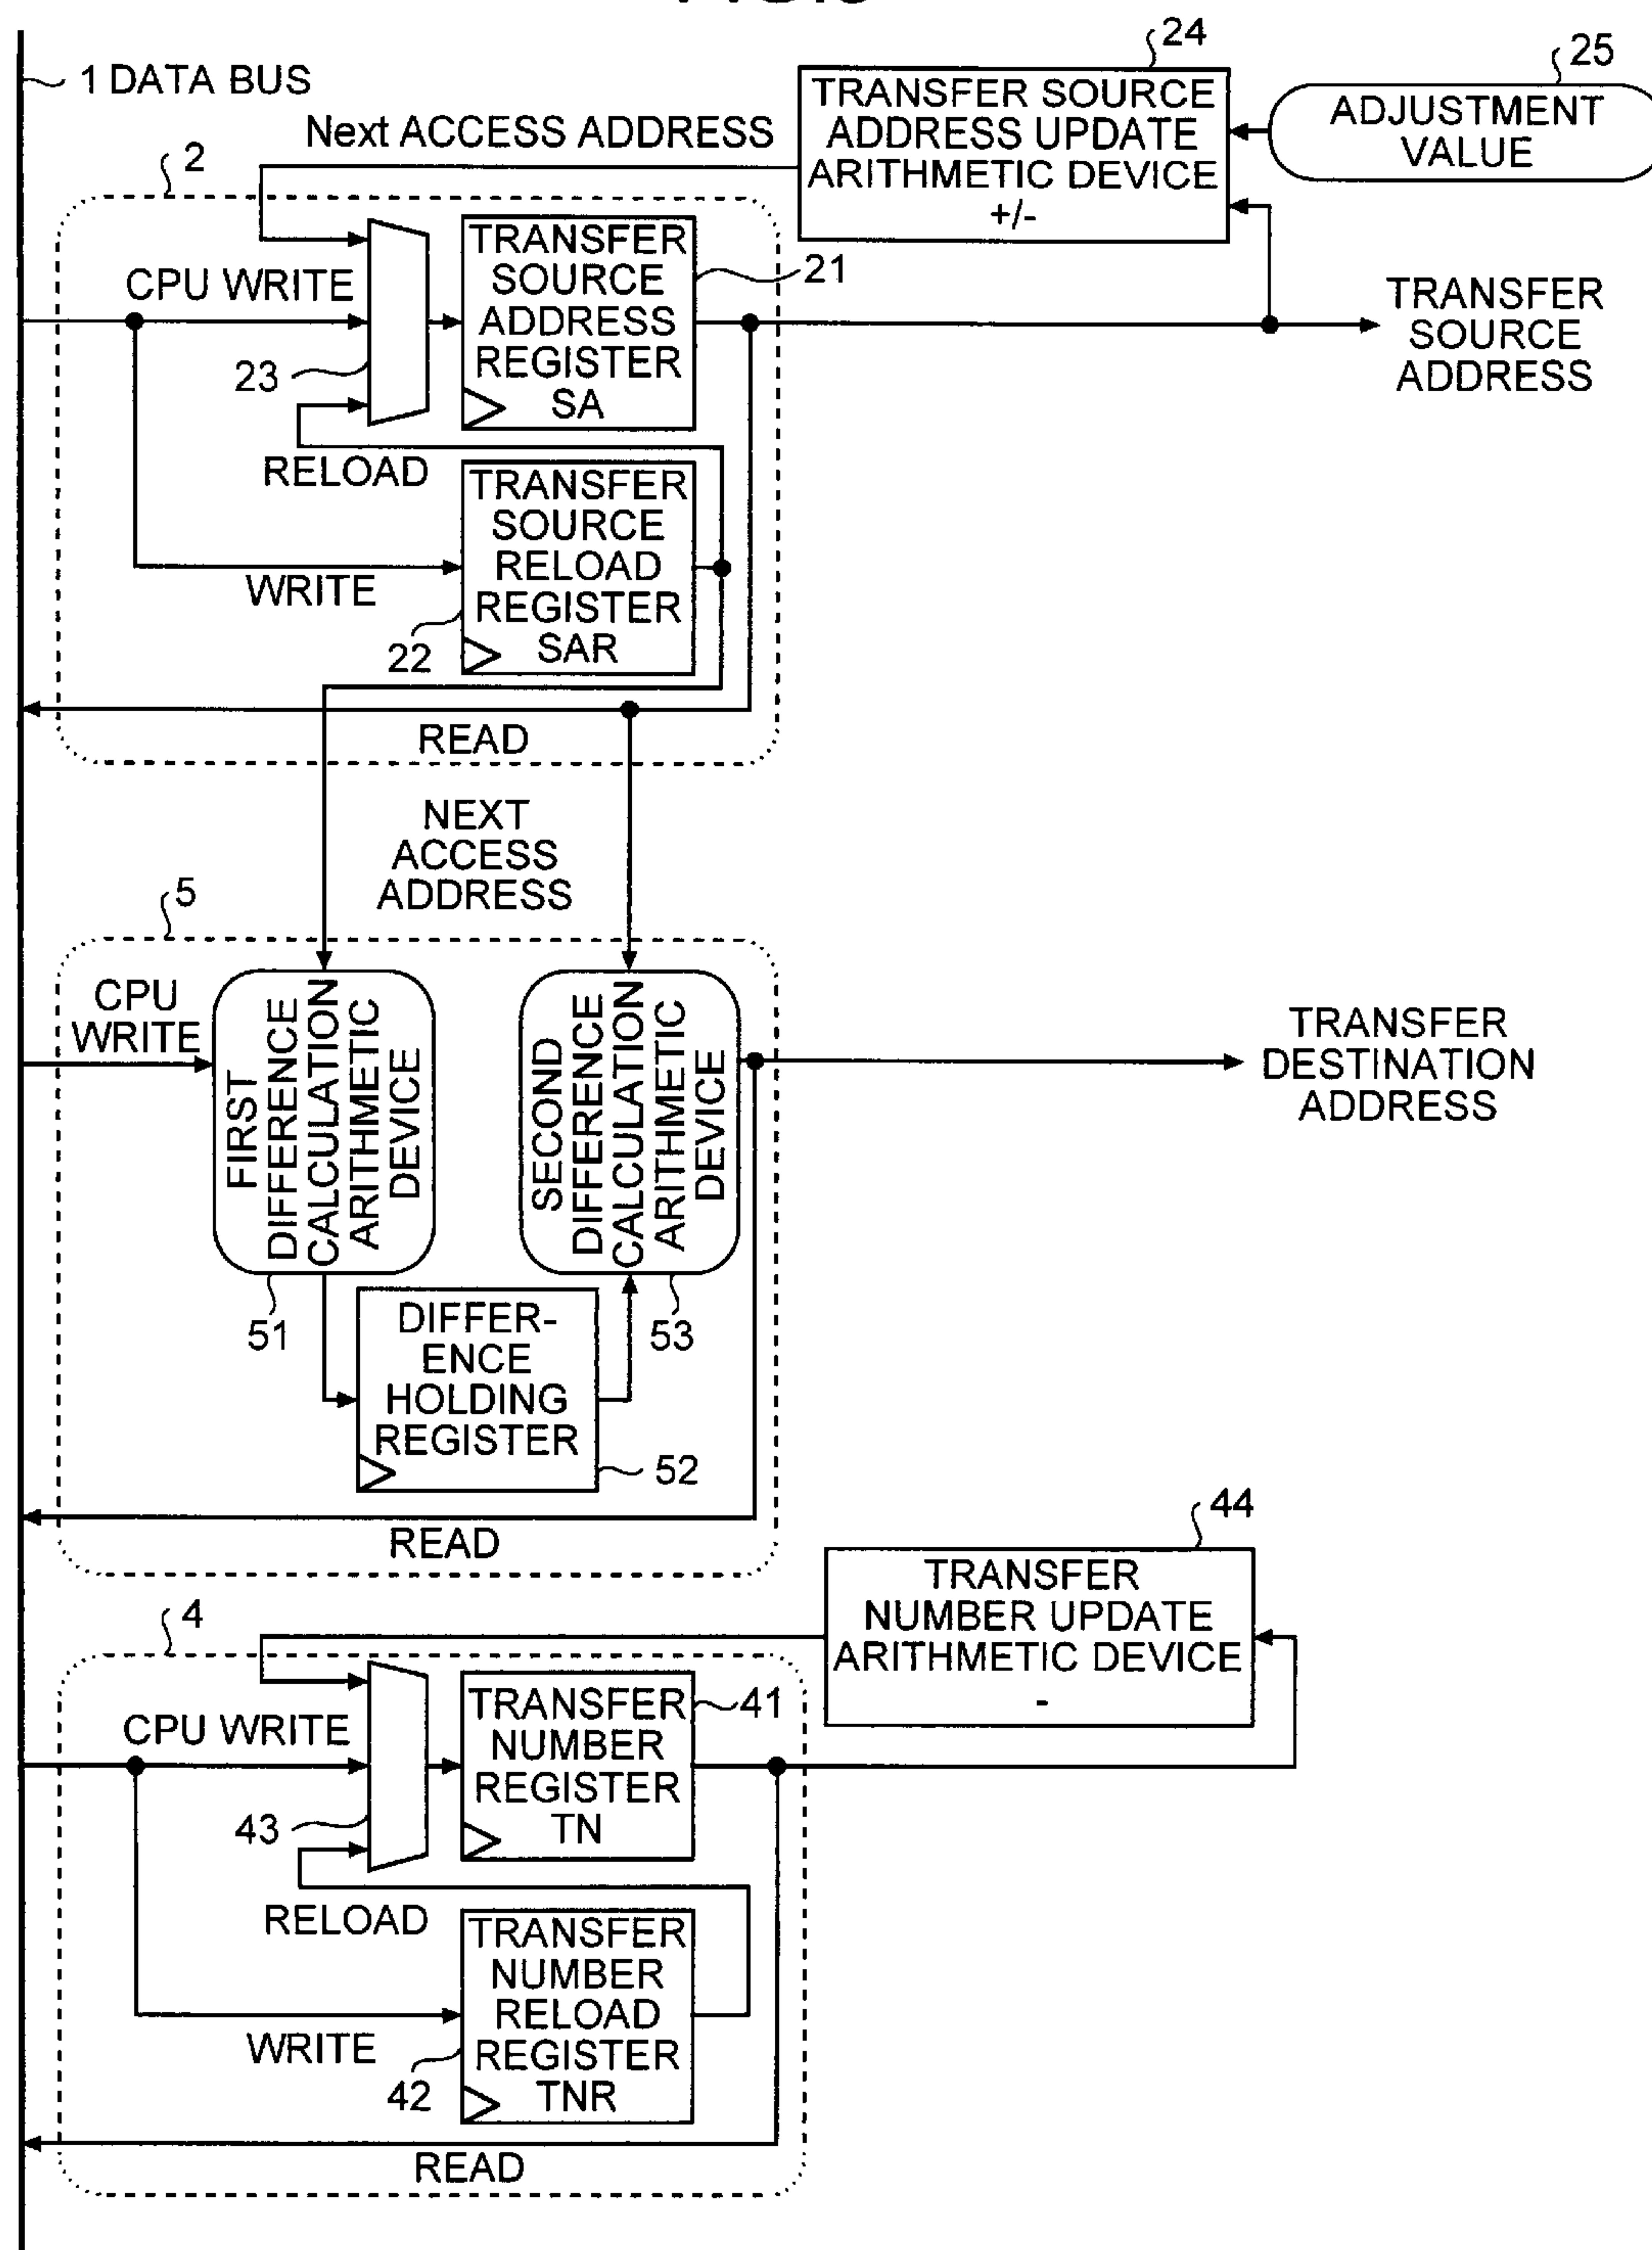 24
25
1 DATA BUS
TRANSFER SOURCE
ADDRESS UPDATE
ARITHMETIC DEVICE
+/-
ADJUSTMENT
VALUE
Next ACCESS ADDRESS
2
TRANSFER
SOURCE
ADDRESS
REGISTER
SA
21
CPU WRITE
TRANSFER
SOURCE
ADDRESS
23
RELOAD
TRANSFER
SOURCE
RELOAD
REGISTER
SAR
WRITE
22
READ
NEXT
ACCESS
ADDRESS
5
CPU
WRITE
FIRST
DIFFERENCE
CALCULATION
ARITHMETIC
DEVICE
SECOND
DIFFERENCE
CALCULATION
ARITHMETIC
DEVICE
TRANSFER
DESTINATION
ADDRESS
51
DIFFER-
ENCE
HOLDING
REGISTER
53
52
READ
44
TRANSFER
NUMBER UPDATE
ARITHMETIC DEVICE
-
4
CPU WRITE
TRANSFER
NUMBER
REGISTER
TN
41
43
RELOAD
TRANSFER
NUMBER
RELOAD
REGISTER
TNR
WRITE
42
READ